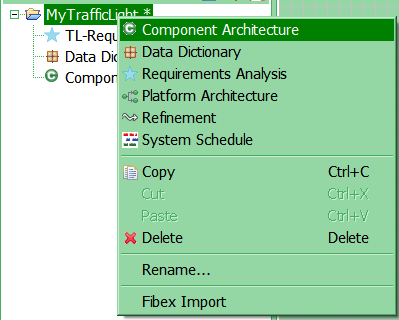 MyTrafficLight *
TL-Requ
Data Dic
Compon
Component Architecture
Data Dictionary
Requirements Analysis
Platform Architecture
Refinement
System Schedule
Copy Ctrl+C
Cut Ctrl+X
Paste Ctrl+V
Delete Delete
Rename...
Fibex Import